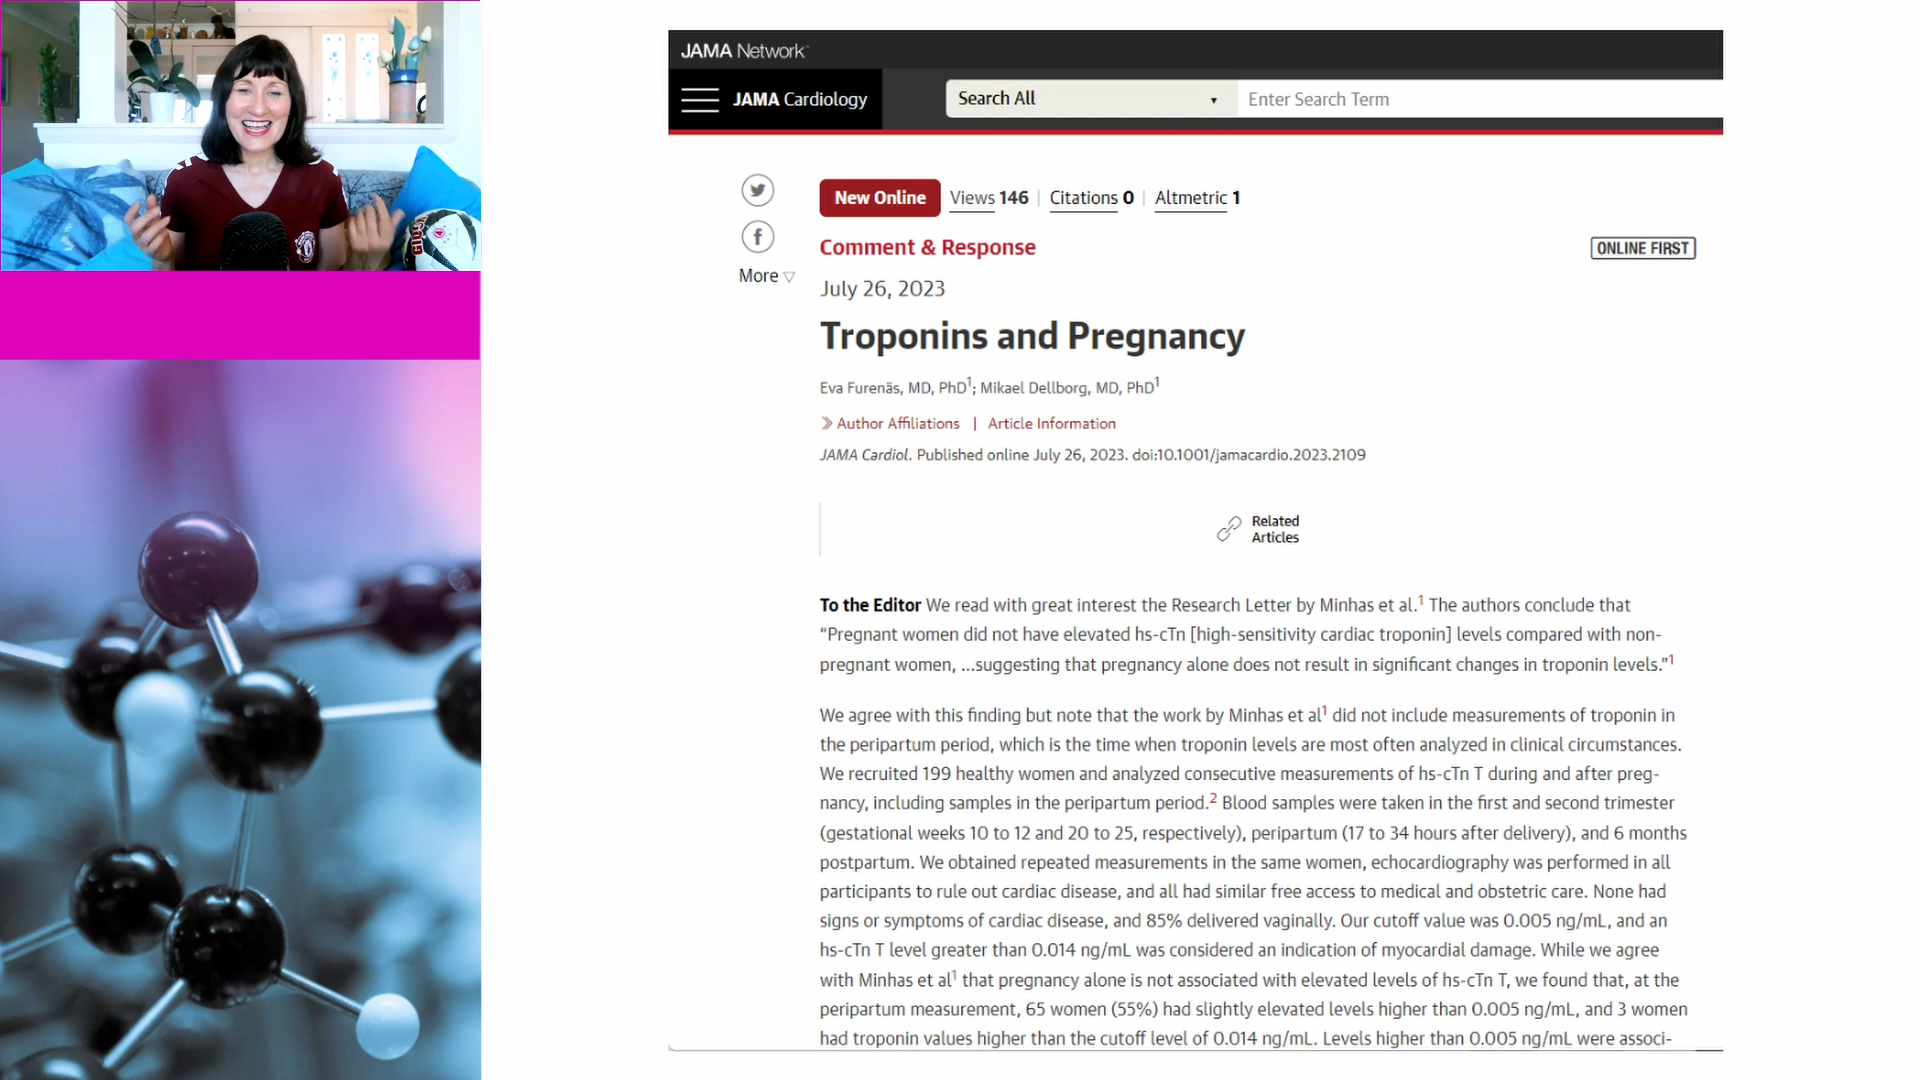 JAMA Network
JAMA Cardiology
Search All
Enter Search Term
New Online Views 146 | Citations 0 | Altmetric 1
Comment & Response
ONLINE FIRST
More
July 26, 2023
Troponins and Pregnancy
Eva Furenäs, MD, PhD1; Mikael Dellborg, MD, PhD1
Author Affiliations | Article Information
JAMA Cardiol. Published online July 26, 2023. doi:10.1001/jamacardio.2023.2109
Related
Articles
To the Editor We read with great interest the Research Letter by Minhas et al.1 The authors conclude that
“Pregnant women did not have elevated hs-cTn [high-sensitivity cardiac troponin] levels compared with non-
pregnant women, ...suggesting that pregnancy alone does not result in significant changes in troponin levels.”1
We agree with this finding but note that the work by Minhas et al1 did not include measurements of troponin in
the peripartum period, which is the time when troponin levels are most often analyzed in clinical circumstances.
We recruited 199 healthy women and analyzed consecutive measurements of hs-cTn T during and after preg-
nancy, including samples in the peripartum period.2 Blood samples were taken in the first and second trimester
(gestational weeks 10 to 12 and 20 to 25, respectively), peripartum (17 to 34 hours after delivery), and 6 months
postpartum. We obtained repeated measurements in the same women, echocardiography was performed in all
participants to rule out cardiac disease, and all had similar free access to medical and obstetric care. None had
signs or symptoms of cardiac disease, and 85% delivered vaginally. Our cutoff value was 0.005 ng/mL, and an
hs-cTn T level greater than 0.014 ng/mL was considered an indication of myocardial damage. While we agree
with Minhas et al1 that pregnancy alone is not associated with elevated levels of hs-cTn T, we found that, at the
peripartum measurement, 65 women (55%) had slightly elevated levels higher than 0.005 ng/mL, and 3 women
had troponin values higher than the cutoff level of 0.014 ng/mL. Levels higher than 0.005 ng/mL were associ-